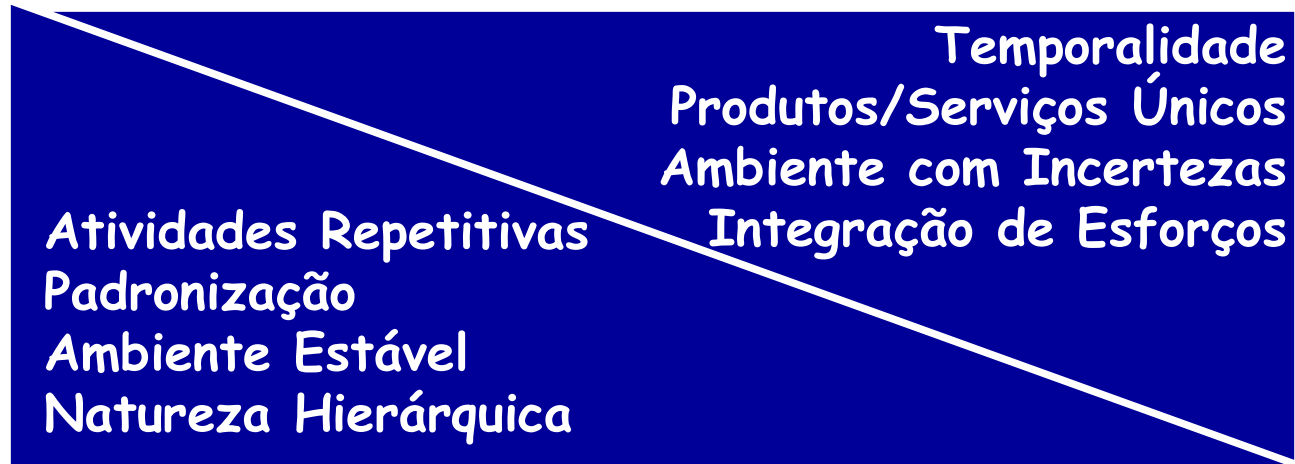 Temporalidade
Produtos/Serviços Únicos
Ambiente com Incertezas
Integração de Esforços
Atividades Repetitivas
Padronização
Ambiente Estável
Natureza Hierárquica